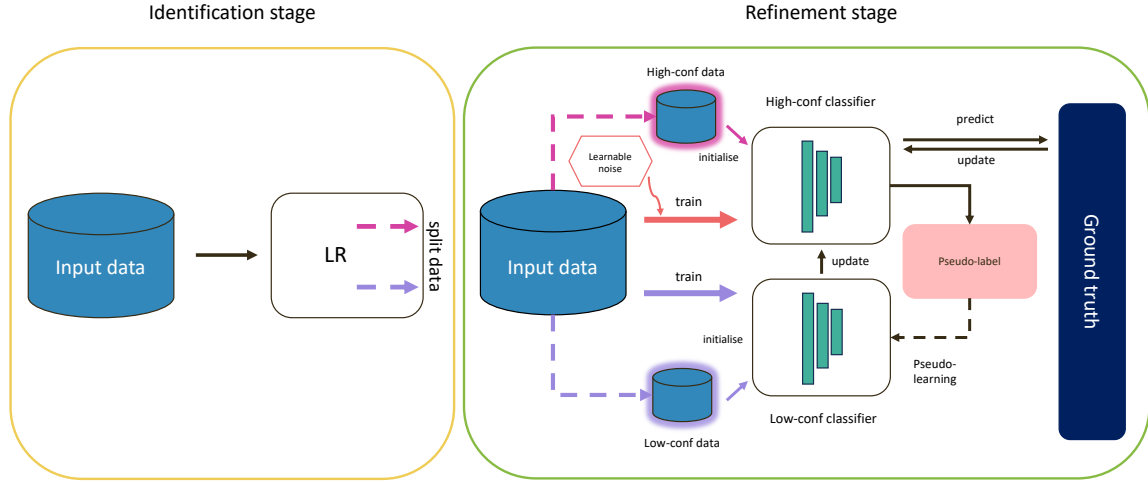 Identification stage
Refinement stage
Input data
LR
split data
High-conf data
High-conf classifier
initialise
Learnable
noise
predict
update
train
Input data
Pseudo-label
update
train
initialise
Pseudo-
learning
Low-conf data
Low-conf classifier
Ground truth